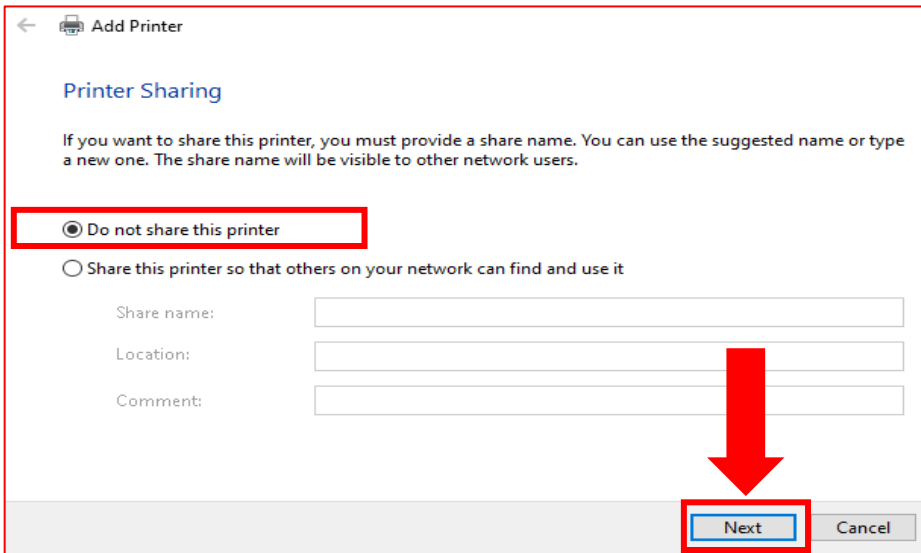 Add Printer
Printer Sharing
If you want to share this printer, you must provide a share name. You can use the suggested name or type
a new one. The share name will be visible to other network users.
Do not share this printer
Share this printer so that others on your network can find and use it
Share name:
Location:
Comment:
Next Cancel